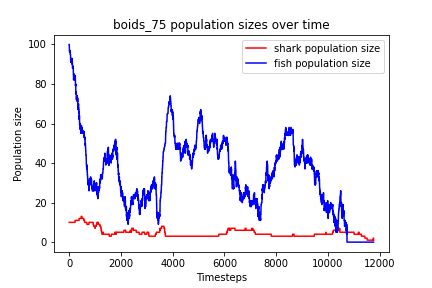 boids_75 population sizes over time
shark population size
fish population size
Population size
100
80
60
40
20
0
0 2000 4000 6000 8000 10000 12000
Timesteps